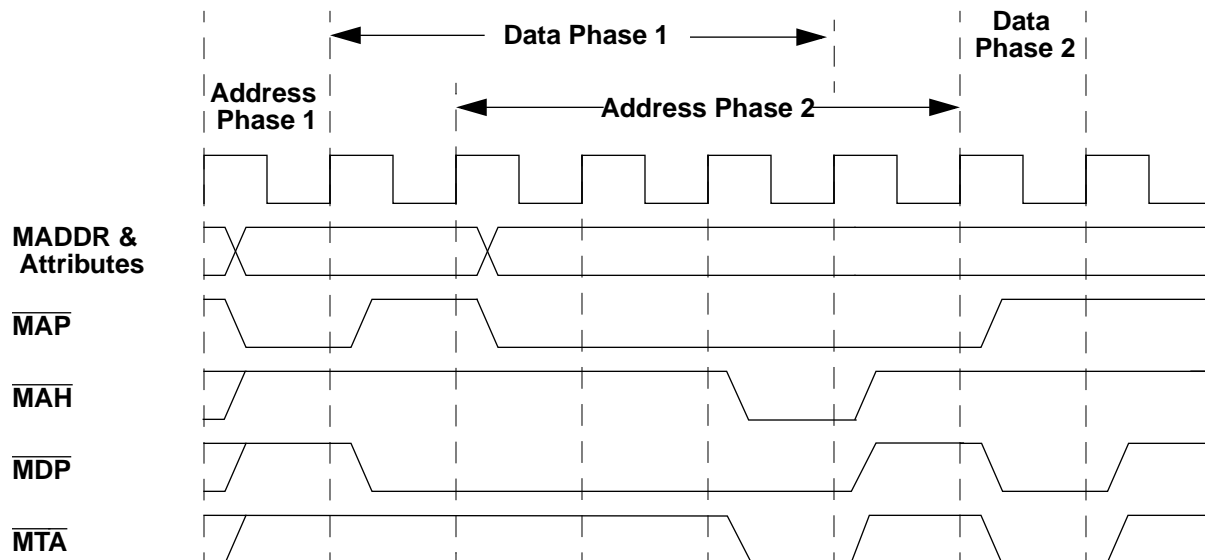 Data Phase 1
Data
Phase 2
Address
Phase 1
Address Phase 2
MADDR &
Attributes
MAP
MAH
MDP
MTA